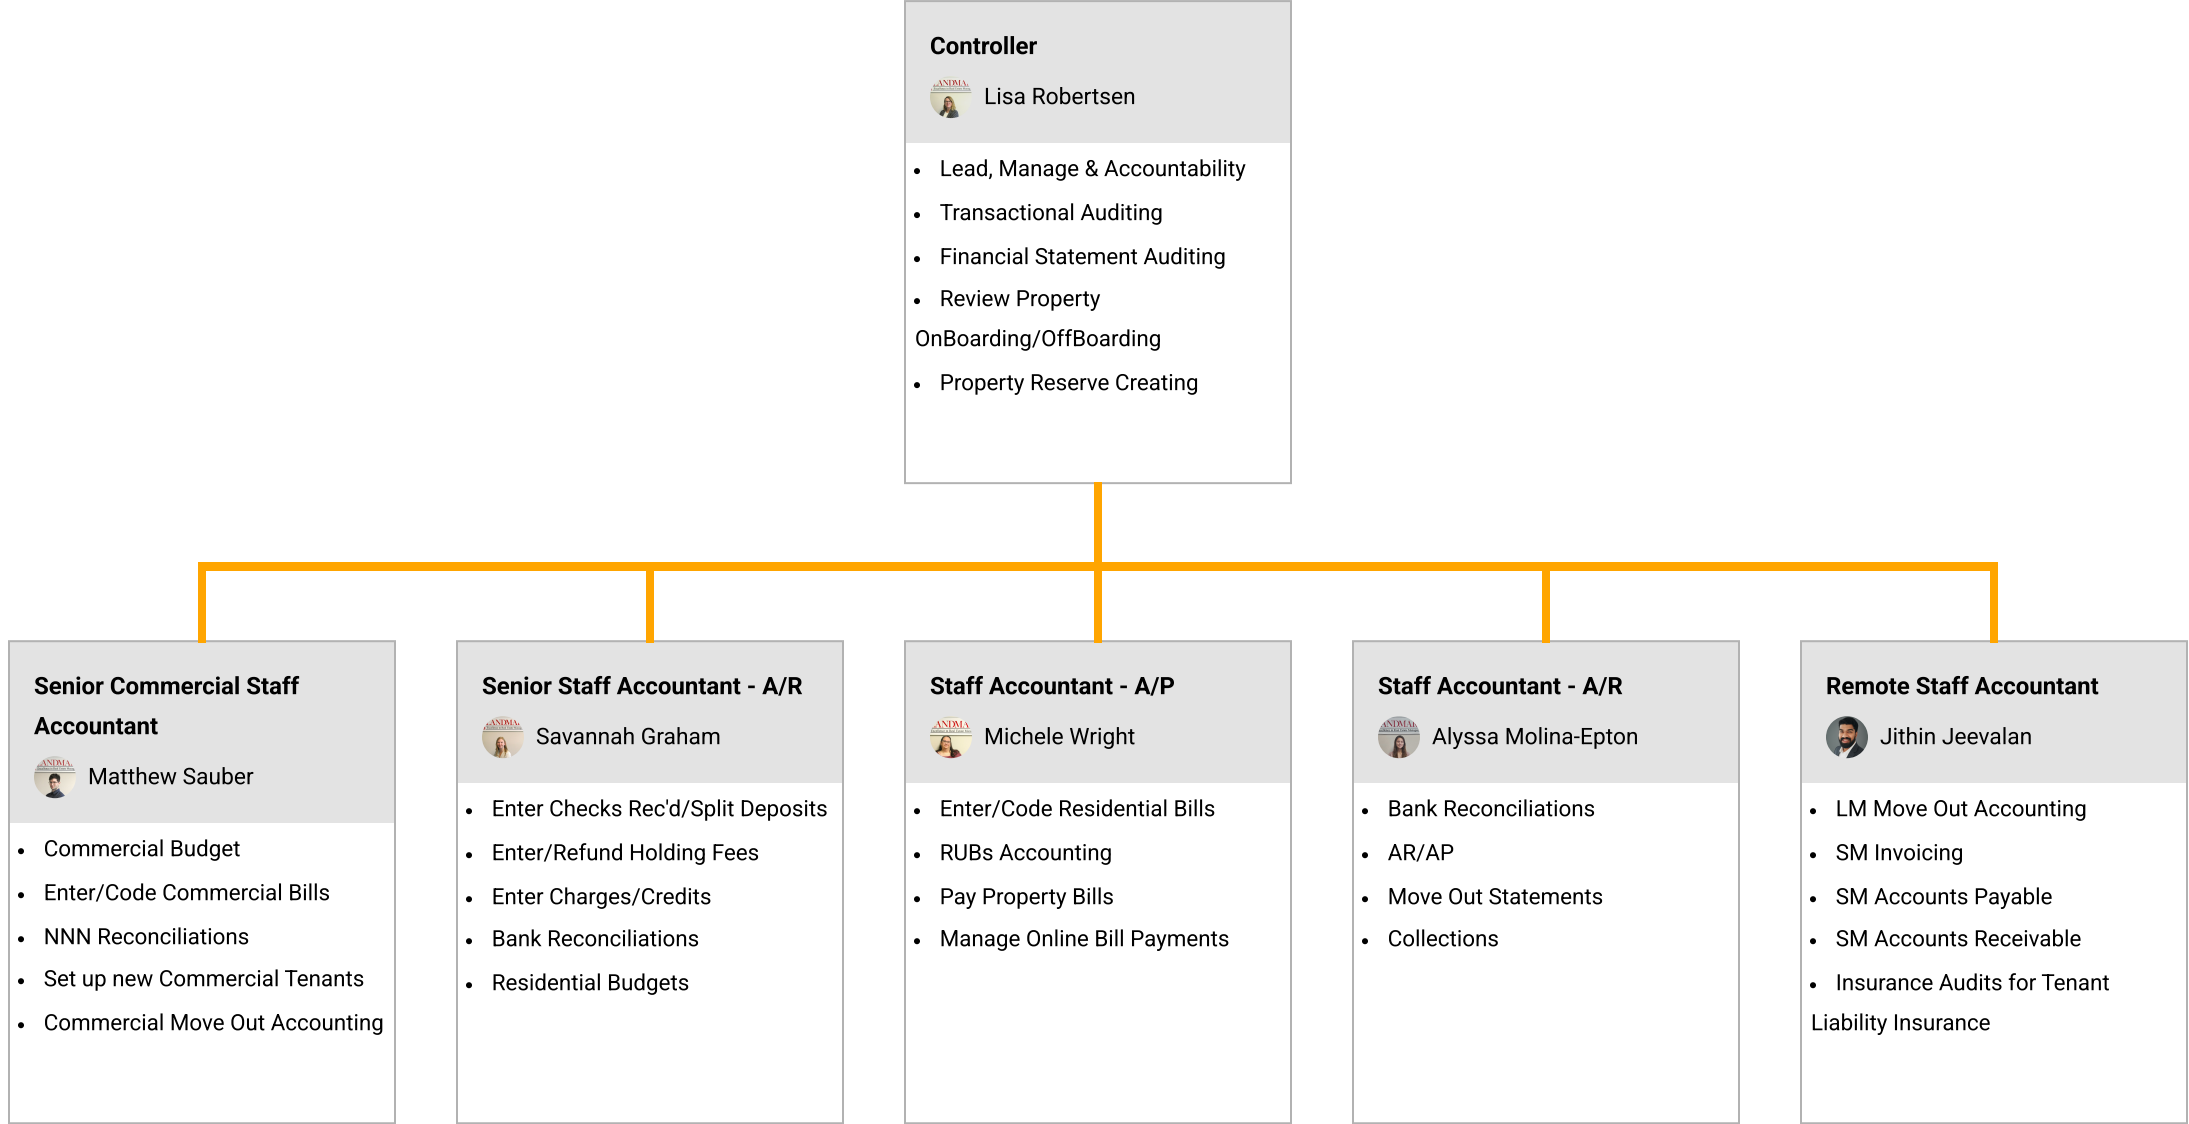 Controller
Lisa Robertsen
• Lead, Manage & Accountability
• Transactional Auditing
• Financial Statement Auditing
• Review Property
OnBoarding/OffBoarding
• Property Reserve Creating
Senior Commercial Staff
Accountant
Matthew Sauber
• Commercial Budget
• Enter/Code Commercial Bills
• NNN Reconciliations
• Set up new Commercial Tenants
• Commercial Move Out Accounting
Senior Staff Accountant - A/R
Savannah Graham
• Enter Checks Rec'd/Split Deposits
• Enter/Refund Holding Fees
• Enter Charges/Credits
• Bank Reconciliations
• Residential Budgets
Staff Accountant - A/P
Michele Wright
• Enter/Code Residential Bills
• RUBs Accounting
• Pay Property Bills
• Manage Online Bill Payments
Staff Accountant - A/R
Alyssa Molina-Epton
• Bank Reconciliations
• AR/AP
• Move Out Statements
• Collections
Remote Staff Accountant
Jithin Jeevalan
• LM Move Out Accounting
• SM Invoicing
• SM Accounts Payable
• SM Accounts Receivable
• Insurance Audits for Tenant
Liability Insurance